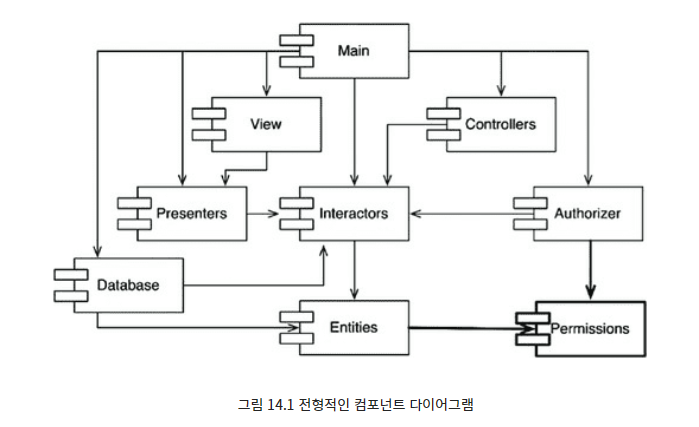 Main
View
Controllers
Presenters
Interactors
Authorizer
Database
Entities
Permissions
그림 14.1 전형적인 컴포넌트 다이어그램